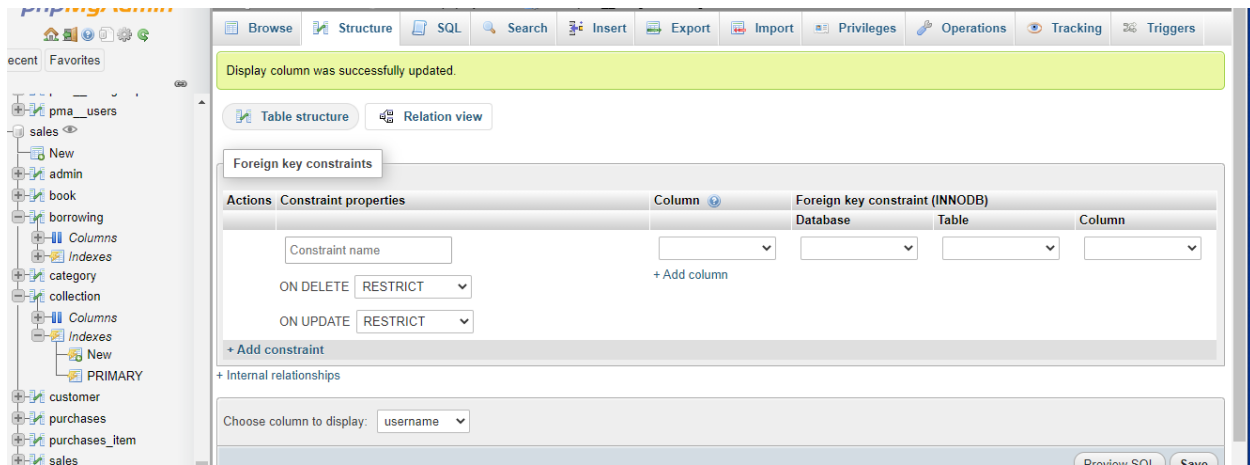 phpMyAdmin
Browse Structure SQL Search Insert Export Import Privileges Operations Tracking Triggers
ecent Favorites
Display column was successfully updated.
pma__users
sales
New
admin
book
borrowing
Columns
Indexes
category
collection
Columns
Indexes
New
PRIMARY
customer
purchases
purchases_item
sales
Table structure Relation view
Foreign key constraints
Actions Constraint properties Column Foreign key constraint (INNODB)
Database Table Column
Constraint name
+ Add column
ON DELETE RESTRICT
ON UPDATE RESTRICT
+ Add constraint
+ Internal relationships
Choose column to display: username
Preview SQL Save